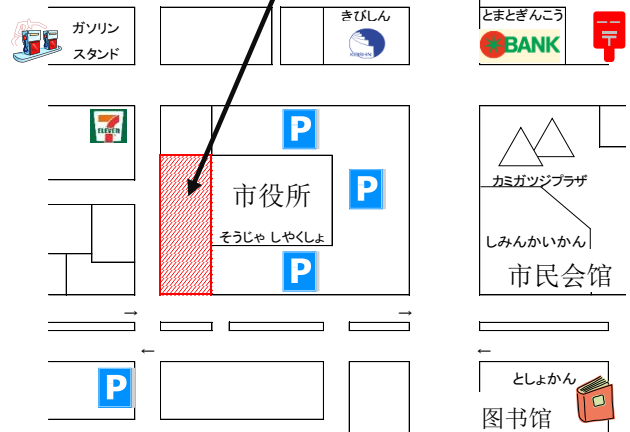 ガソリン
スタンド
きびしん
とまとぎんこう
BANK
〒
7
ELEVEN
P
P
市役所
そうじゃ しやくしょ
P
カミガツジプラザ
しみんかいかん
市民会館
→
→
←
←
P
としょかん
图书馆